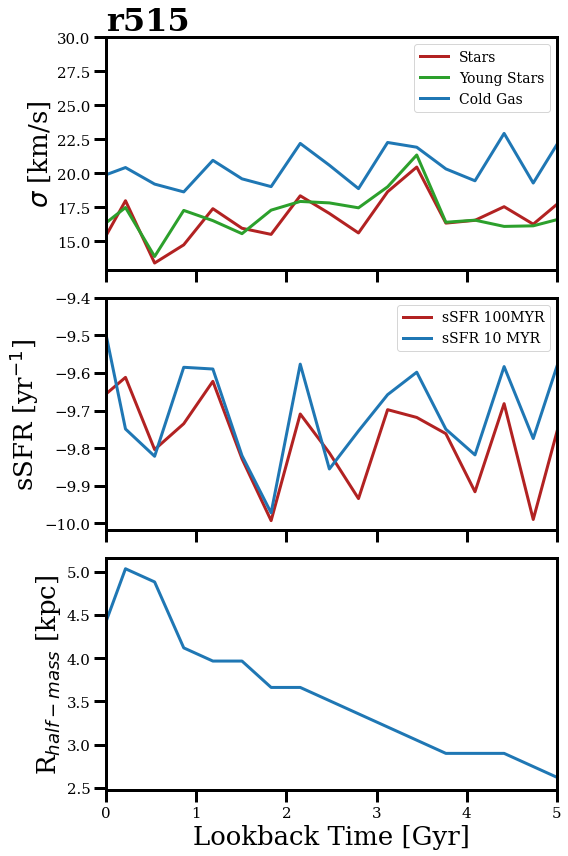 r515
30.0
27.5
25.0
22.5
20.0
17.5
15.0
σ [km/s]
Stars
Young Stars
Cold Gas
−9.4
−9.5
−9.6
−9.7
−9.8
−9.9
−10.0
sSFR [yr⁻¹]
sSFR 100MYR
sSFR 10 MYR
5.0
4.5
4.0
3.5
3.0
2.5
R_half−mass [kpc]
0 1 2 3 4 5
Lookback Time [Gyr]